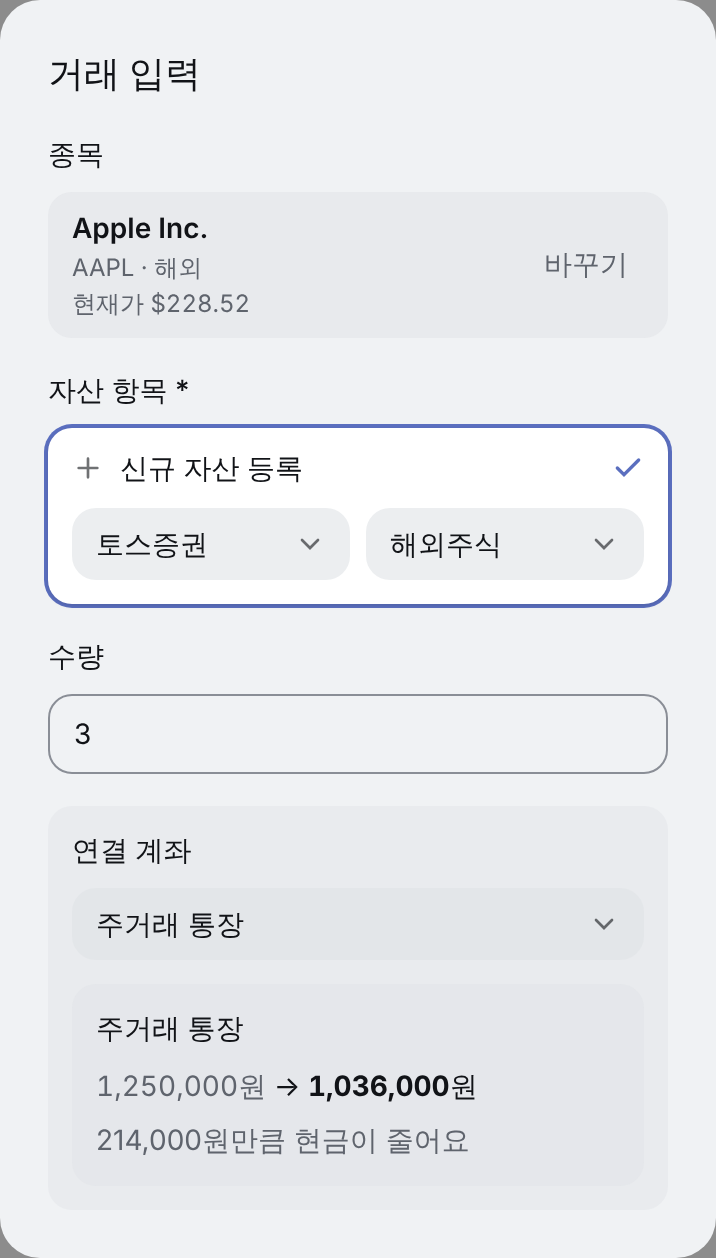 거래 입력
종목
Apple Inc.
AAPL · 해외
현재가 $228.52
바꾸기
자산 항목 *
신규 자산 등록
토스증권
해외주식
수량
3
연결 계좌
주거래 통장
주거래 통장
1,250,000원 → 1,036,000원
214,000원만큼 현금이 줄어요